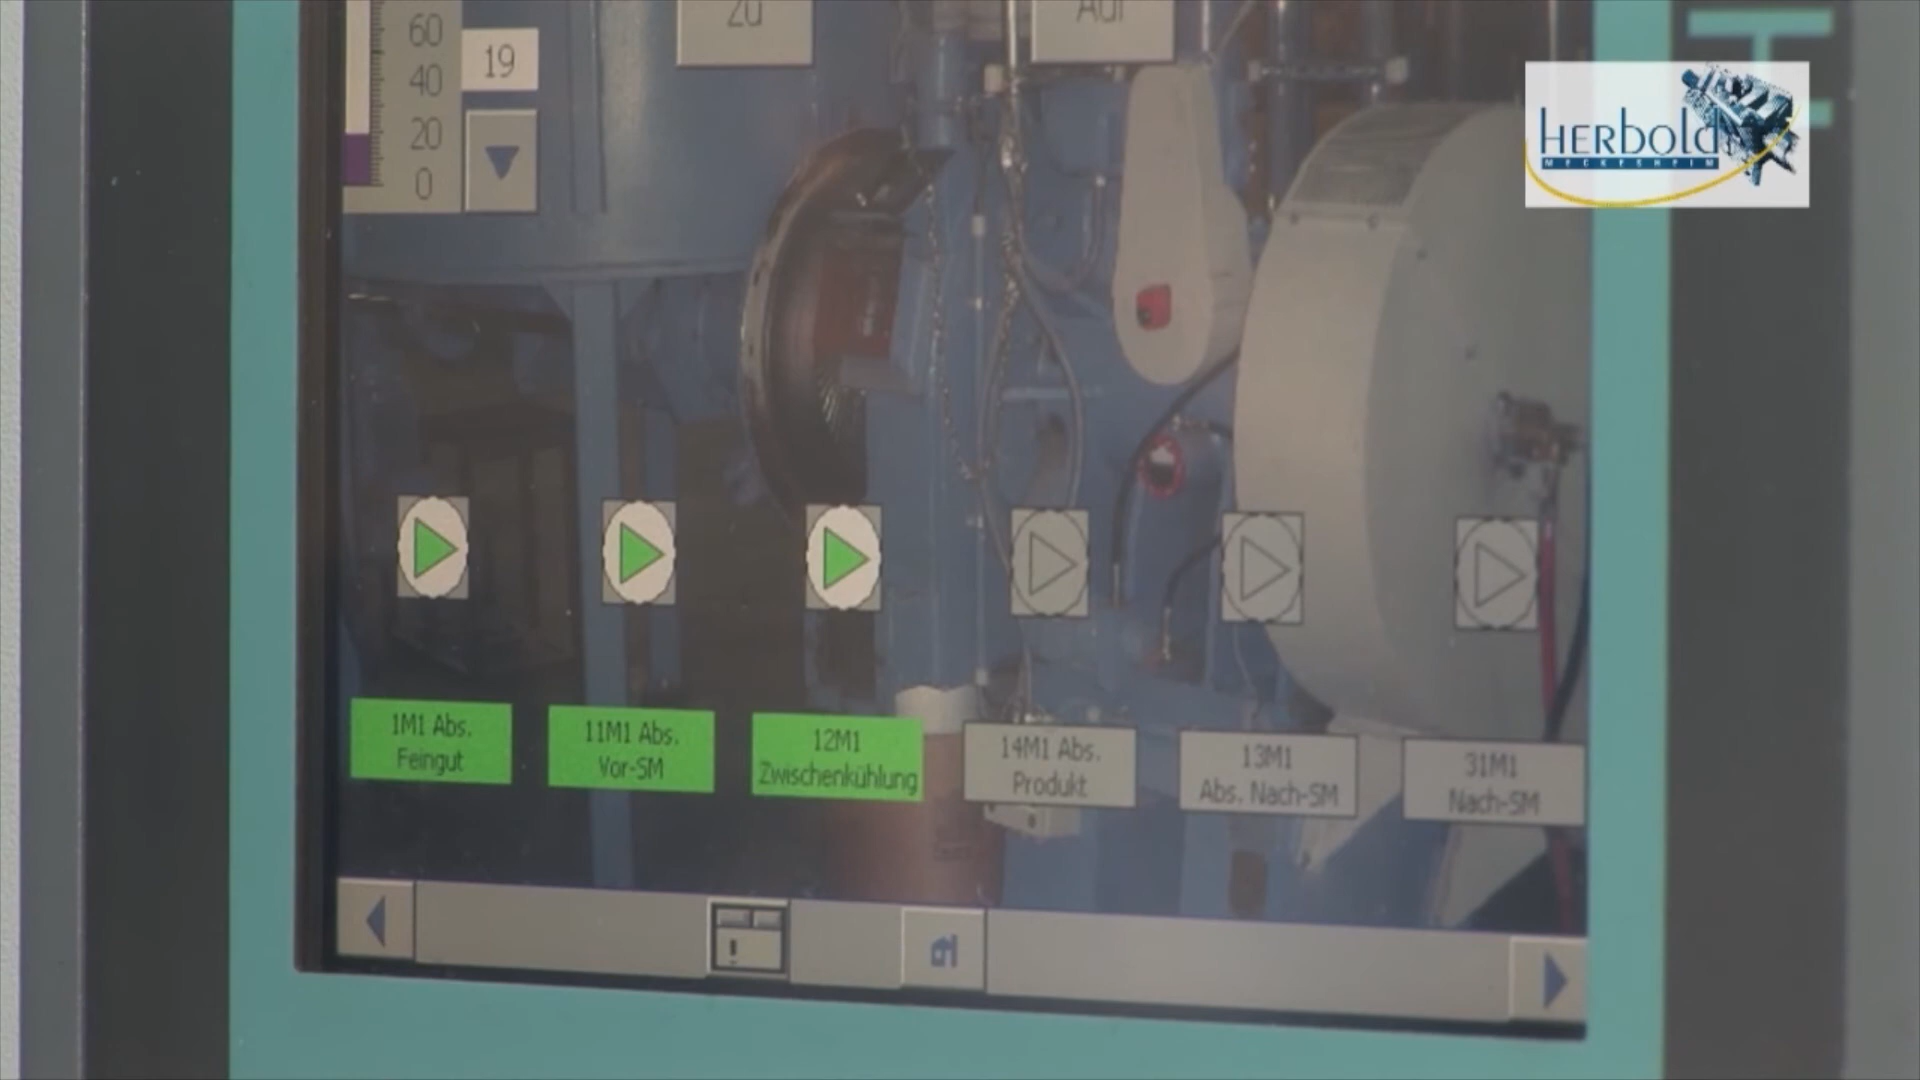 60
40
20
0
19
Zu
Auf
HERbold
MECKESHEIM
1M1 Abs.
Feingut
11M1 Abs.
Vor-SM
12M1
Zwischenkühlung
14M1 Abs.
Produkt
13M1
Abs. Nach-SM
31M1
Nach-SM